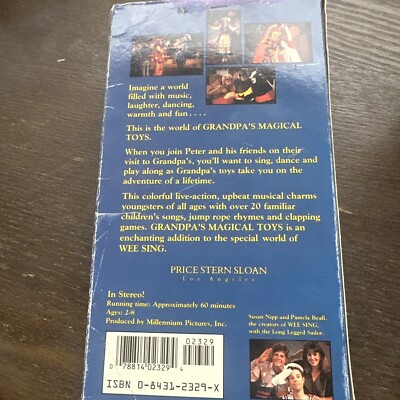 Imagine a world
filled with music,
laughter, dancing,
warmth and fun . . . .
This is the world of GRANDPA'S MAGICAL
TOYS.
When you join Peter and his friends on their
visit to Grandpa's, you'll want to sing, dance and
play along as Grandpa's toys take you on the
adventure of a lifetime.
This colorful live-action, upbeat musical charms
youngsters of all ages with over 20 familiar
children's songs, jump rope rhymes and clapping
games. GRANDPA'S MAGICAL TOYS is an
enchanting addition to the special world of
WEE SING.
PRICE STERN SLOAN
Los Angeles
In Stereo!
Running time: Approximately 60 minutes
Ages: 2-8
Produced by Millennium Pictures, Inc.
Susan Nipp and Pamela Beall,
the creators of WEE SING,
with the Long Legged Sailor.
02329
0 78814 02329 4
ISBN 0-8431-2329-X